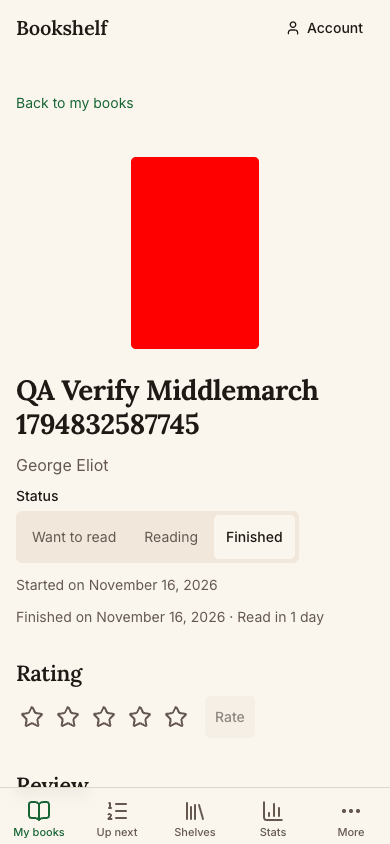 Bookshelf
Account
Back to my books
QA Verify Middlemarch
1794832587745
George Eliot
Status
Want to read
Reading
Finished
Started on November 16, 2026
Finished on November 16, 2026 · Read in 1 day
Rating
Rate
Review
My books
Up next
Shelves
Stats
More